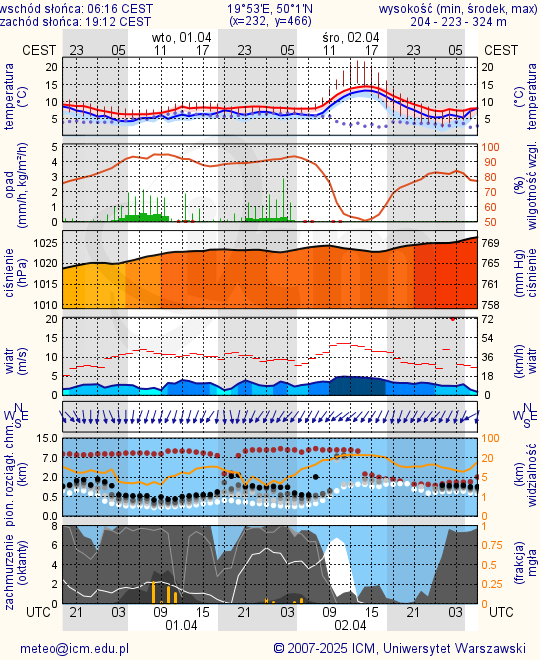 wschód słońca: 06:16 CEST 19°53'E, 50°1'N wysokość (min, środek, max)
zachód słońca: 19:12 CEST (x=232, y=466) 204 - 223 - 324 m
wto, 01.04 śro, 02.04
CEST 23 05 11 17 23 05 11 17 23 05 CEST
temperatura (°C)
20 20
15 15
10 10
5 5
temperatura (°C)
opad (mm/h, kg/m²/h)
5 100
4 90
3 80
2 70
1 60
0 50
wilgotność wzgl. (%)
ciśnienie (hPa)
1025 769
1020 765
1015 761
1010 758
ciśnienie (mm Hg)
wiatr (m/s)
20 72
15 54
10 36
5 18
0 0
wiatr (km/h)
N N
W E W E
S S
pion. rozciągł. chm. (km)
15.0 100
7.0 20
2.0 5
0.5 1
0.0 0
widzialność (km)
zachmurzenie (oktanty)
8 1
6 0.75
4 0.5
2 0.25
0 0
mgła (frakcja)
UTC 21 03 09 15 21 03 09 15 21 03 UTC
01.04 02.04
meteo@icm.edu.pl © 2007-2025 ICM, Uniwersytet Warszawski